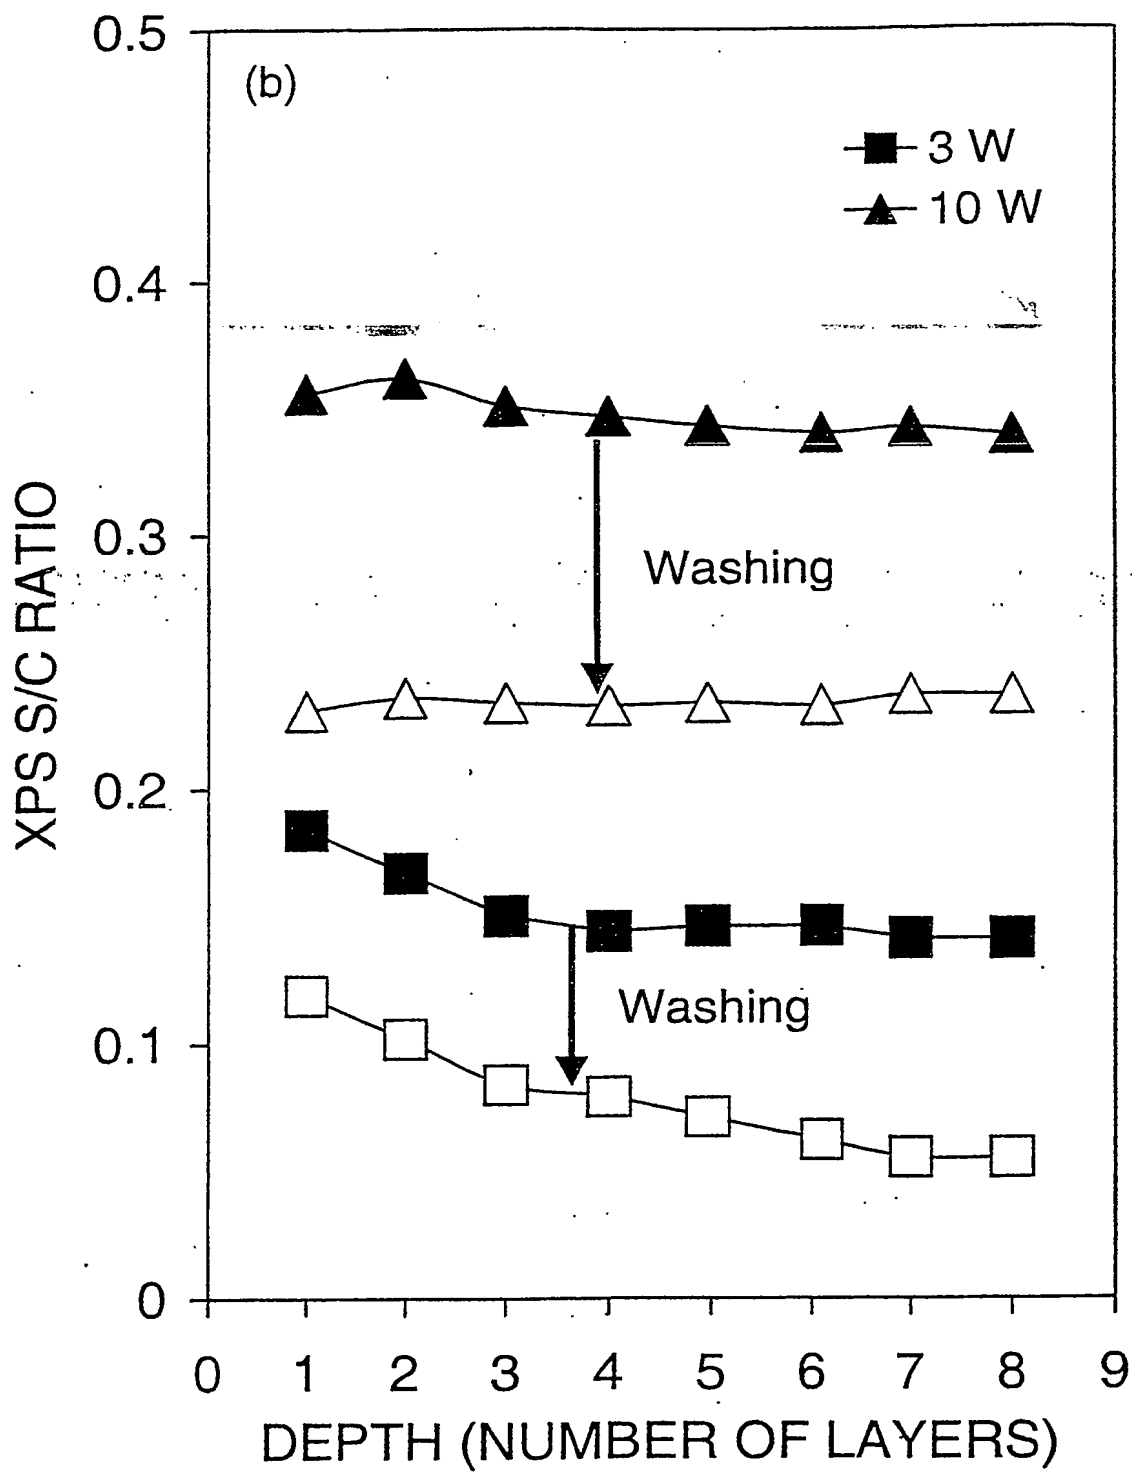 0.5
(b)
3 W
10 W
0.4
0.3
Washing
XPS S/C RATIO
0.2
Washing
0.1
0
0 1 2 3 4 5 6 7 8 9
DEPTH (NUMBER OF LAYERS)